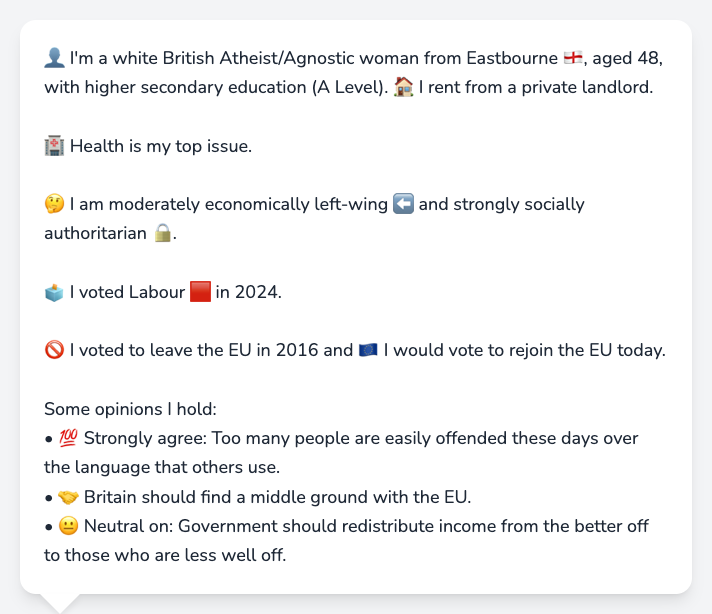 👤 I'm a white British Atheist/Agnostic woman from Eastbourne 🏴󠁧󠁢󠁥󠁮󠁧󠁿, aged 48,
with higher secondary education (A Level). 🏠 I rent from a private landlord.
🏥 Health is my top issue.
🤔 I am moderately economically left-wing ⬅️ and strongly socially
authoritarian 🔒.
🗳️ I voted Labour 🟥 in 2024.
🚫 I voted to leave the EU in 2016 and 🇪🇺 I would vote to rejoin the EU today.
Some opinions I hold:
• 💯 Strongly agree: Too many people are easily offended these days over
the language that others use.
• 🤝 Britain should find a middle ground with the EU.
• 😐 Neutral on: Government should redistribute income from the better off
to those who are less well off.